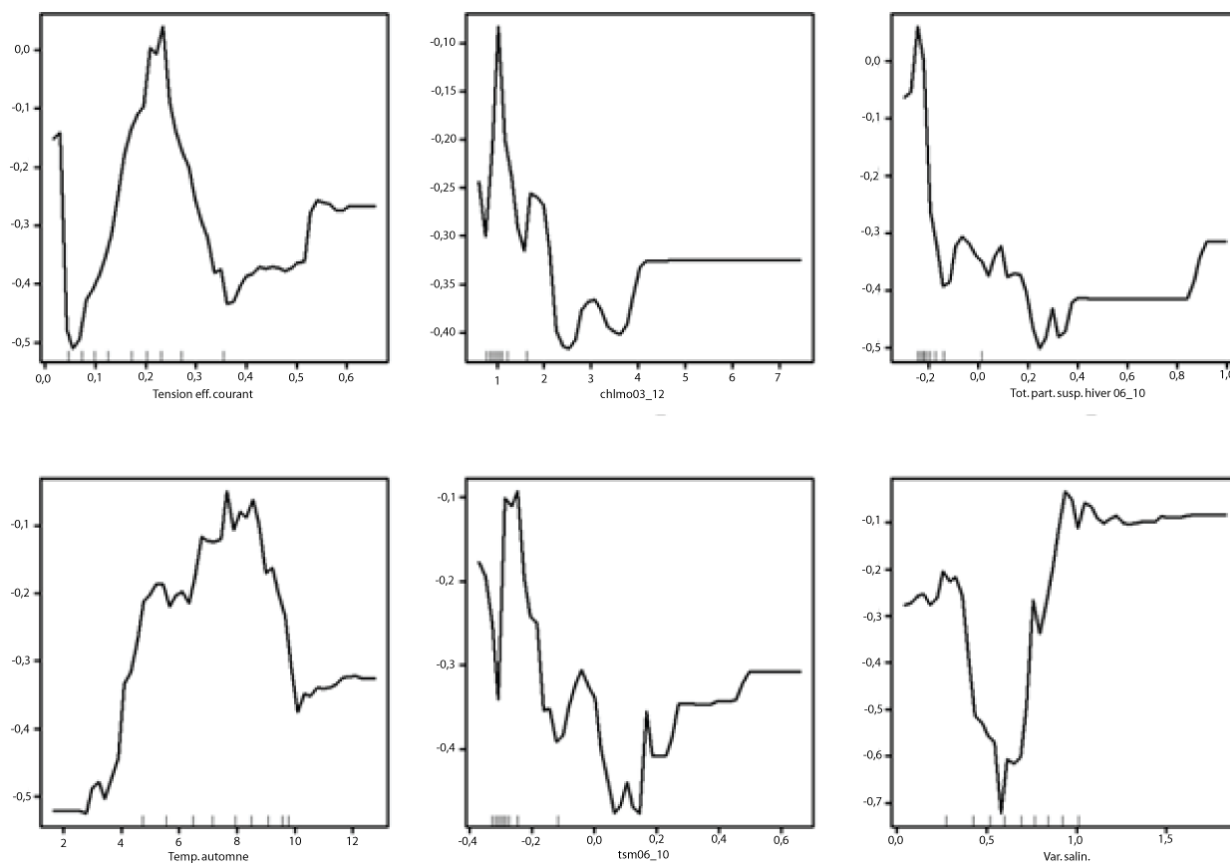 0,0
-0,1
-0,2
-0,3
-0,4
-0,5
0,0 0,1 0,2 0,3 0,4 0,5 0,6
Tension eff. courant
-0,10
-0,15
-0,20
-0,25
-0,30
-0,35
-0,40
1 2 3 4 5 6 7
chlmo03_12
0,0
-0,1
-0,2
-0,3
-0,4
-0,5
-0,2 0,0 0,2 0,4 0,6 0,8 1,0
Tot. part. susp. hiver 06_10
-0,1
-0,2
-0,3
-0,4
-0,5
2 4 6 8 10 12
Temp. automne
-0,1
-0,2
-0,3
-0,4
-0,4 -0,2 0,0 0,2 0,4 0,6
tsm06_10
-0,1
-0,2
-0,3
-0,4
-0,5
-0,6
-0,7
0,0 0,5 1,0 1,5
Var. salin.